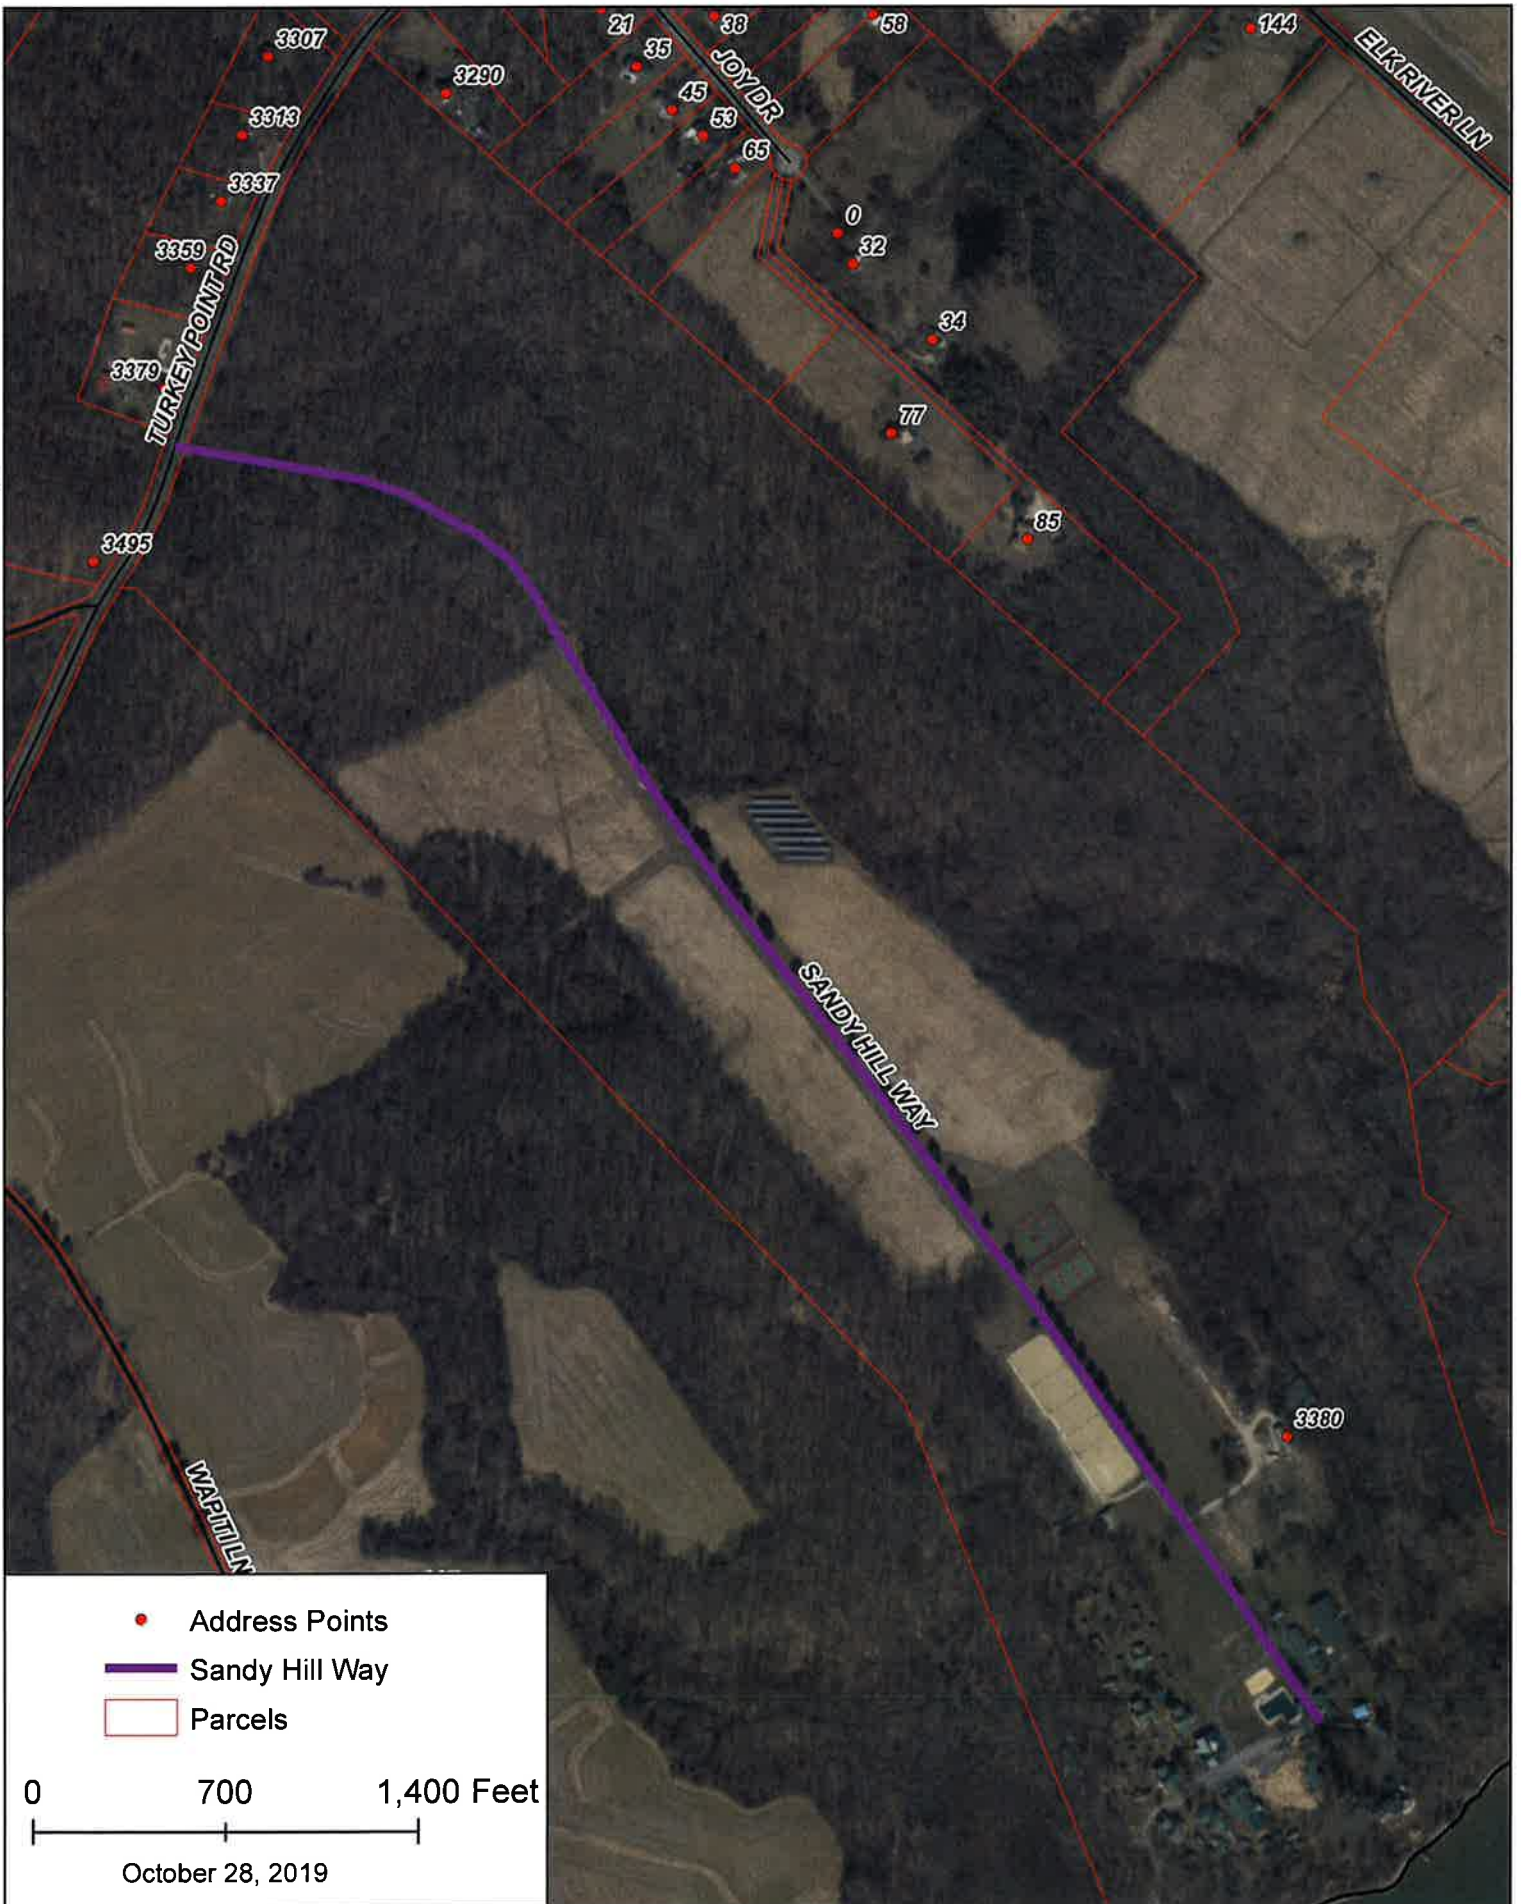 21
38
58
144
3307
35
3290
JOY DR
ELK RIVER LN
45
3313
53
65
3337
0
3359
32
TURKEY POINT RD
34
3379
77
85
3495
SANDY HILL WAY
3380
WAPITI LN
Address Points
Sandy Hill Way
Parcels
0 700 1,400 Feet
October 28, 2019